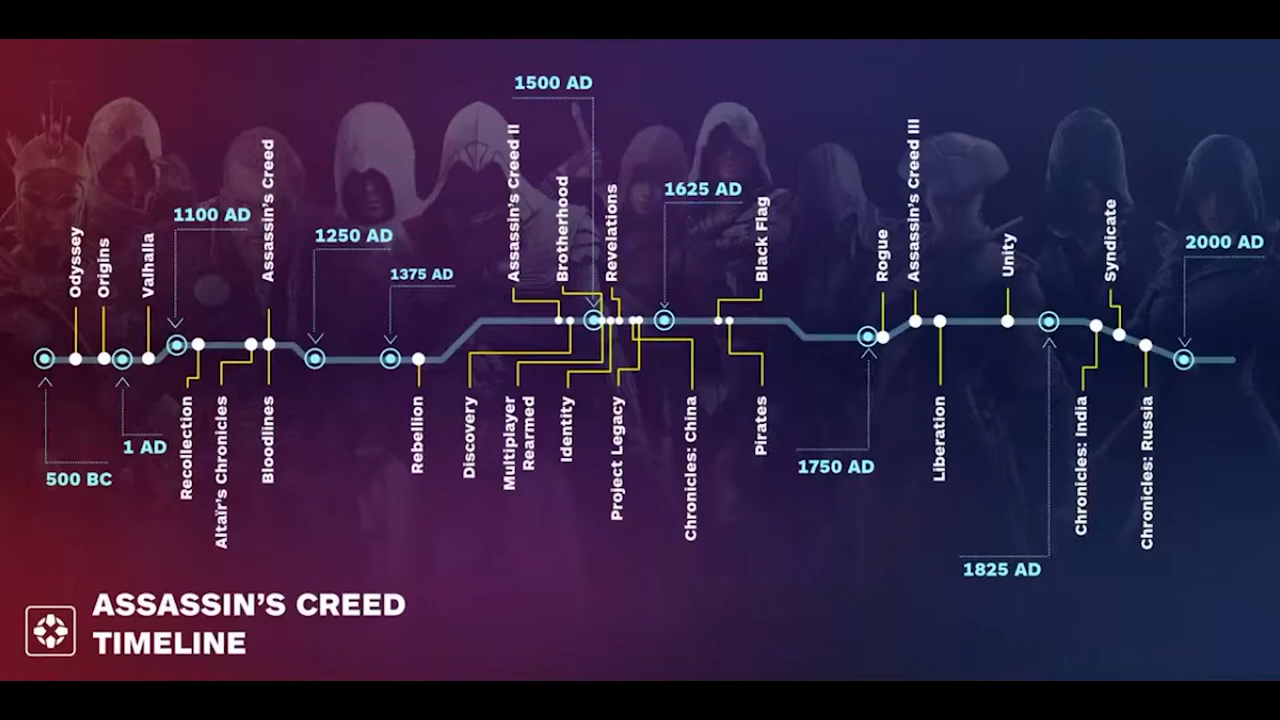 1500 AD
1625 AD
1100 AD
1250 AD
1375 AD
2000 AD
Odyssey
Origins
Valhalla
Assassin's Creed
Assassin's Creed II
Brotherhood
Revelations
Black Flag
Rogue
Assassin's Creed III
Unity
Syndicate
500 BC
1 AD
Recollection
Altaïr's Chronicles
Bloodlines
Rebellion
Discovery
Multiplayer
Rearmed
Identity
Project Legacy
Chronicles: China
Pirates
1750 AD
Liberation
1825 AD
Chronicles: India
Chronicles: Russia
ASSASSIN'S CREED
TIMELINE